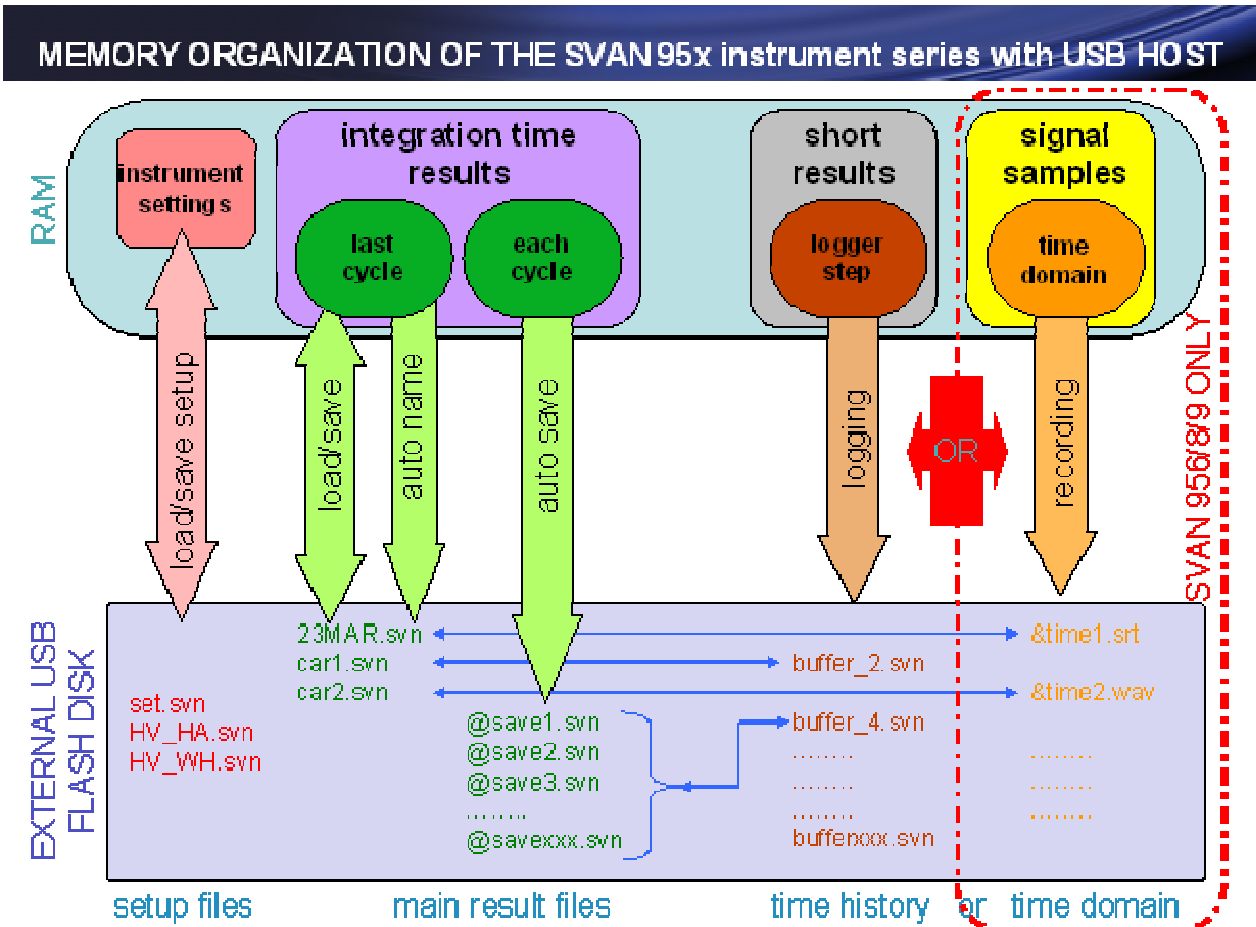 MEMORY ORGANIZATION OF THE SVAN 95x instrument series with USB HOST
RAM
instrument
settings
integration time
results
last
cycle
each
cycle
short
results
logger
step
signal
samples
time
domain
load/save setup
load/save
auto name
auto save
logging
OR
recording
SVAN 956/8/9 ONLY
EXTERNAL USB
FLASH DISK
set.svn
HV_HA.svn
HV_WH.svn
23MAR.svn
car1.svn
car2.svn
@save1.svn
@save2.svn
@save3.svn
........
@savexxx.svn
buffer_2.svn
buffer_4.svn
........
........
bufferxxx.svn
&time1.srt
&time2.wav
........
........
........
setup files
main result files
time history or time domain